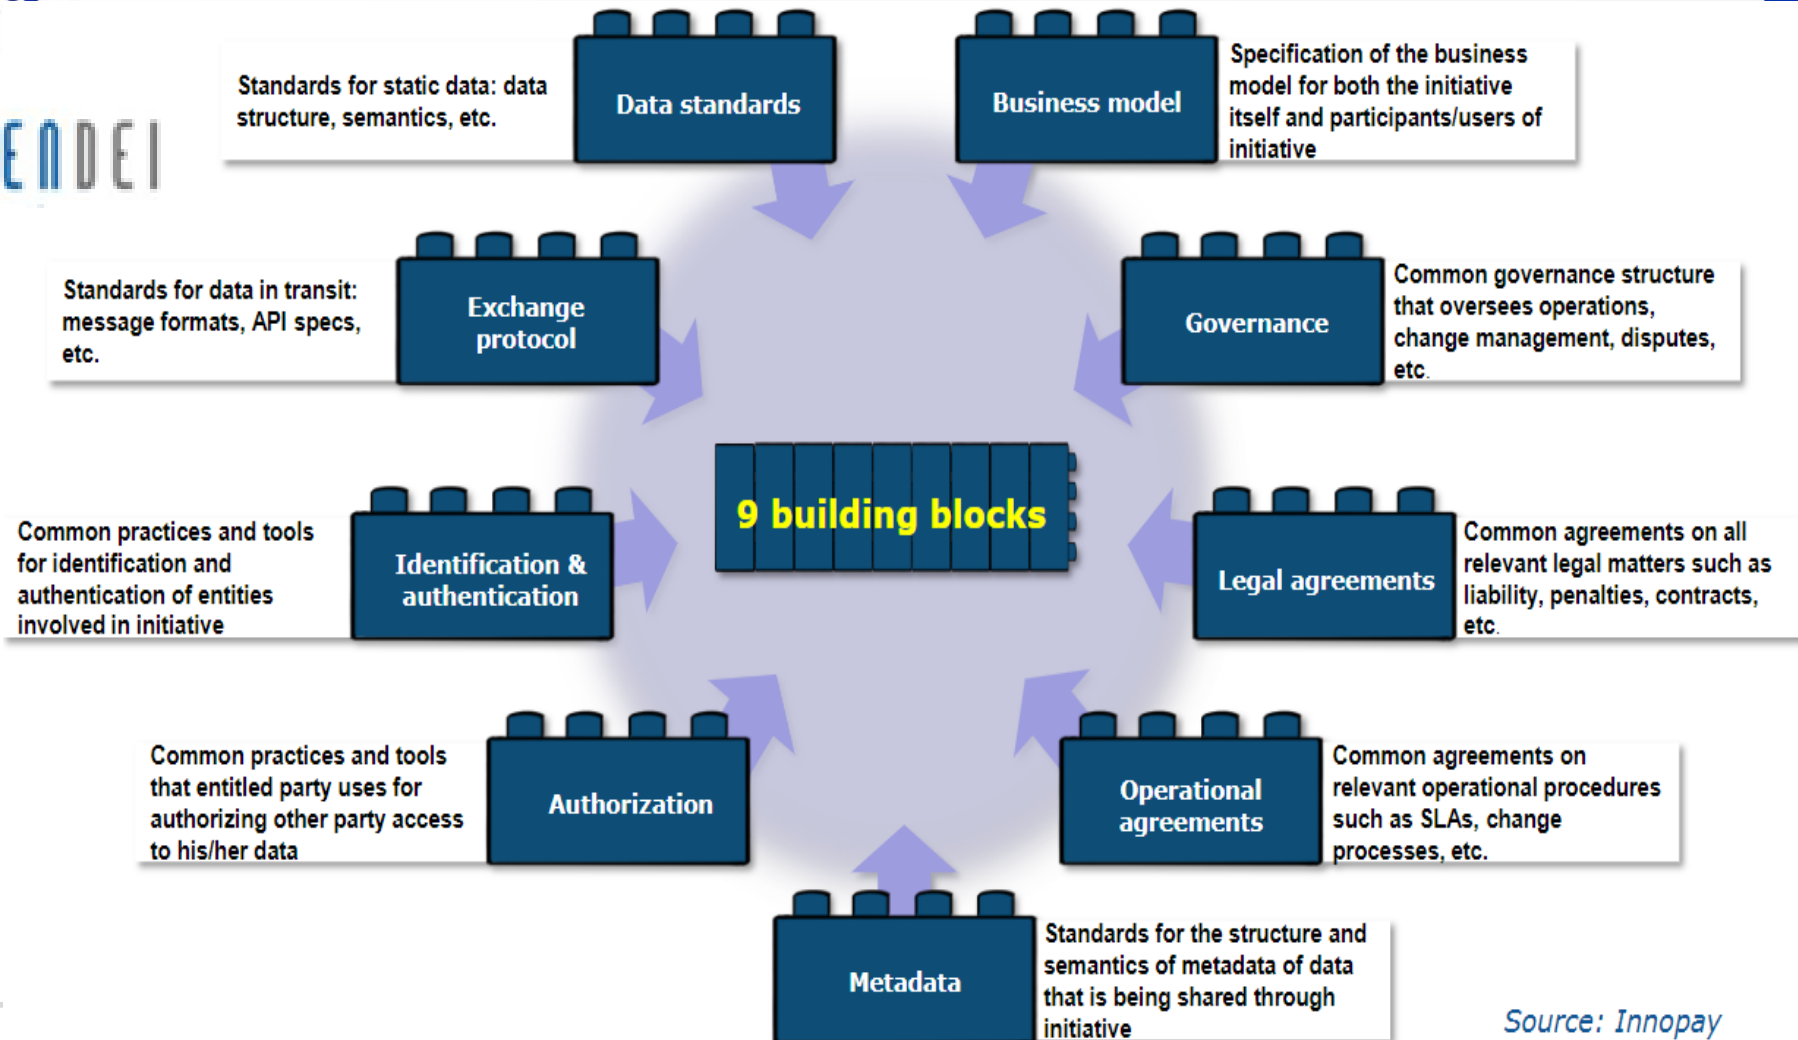 Standards for static data: data
structure, semantics, etc.
Data standards
Business model
Specification of the business
model for both the initiative
itself and participants/users of
initiative
ENDEI
Standards for data in transit:
message formats, API specs,
etc.
Exchange
protocol
Governance
Common governance structure
that oversees operations,
change management, disputes,
etc.
9 building blocks
Common practices and tools
for identification and
authentication of entities
involved in initiative
Identification &
authentication
Legal agreements
Common agreements on all
relevant legal matters such as
liability, penalties, contracts,
etc.
Common practices and tools
that entitled party uses for
authorizing other party access
to his/her data
Authorization
Operational
agreements
Common agreements on
relevant operational procedures
such as SLAs, change
processes, etc.
Metadata
Standards for the structure and
semantics of metadata of data
that is being shared through
initiative
Source: Innopay